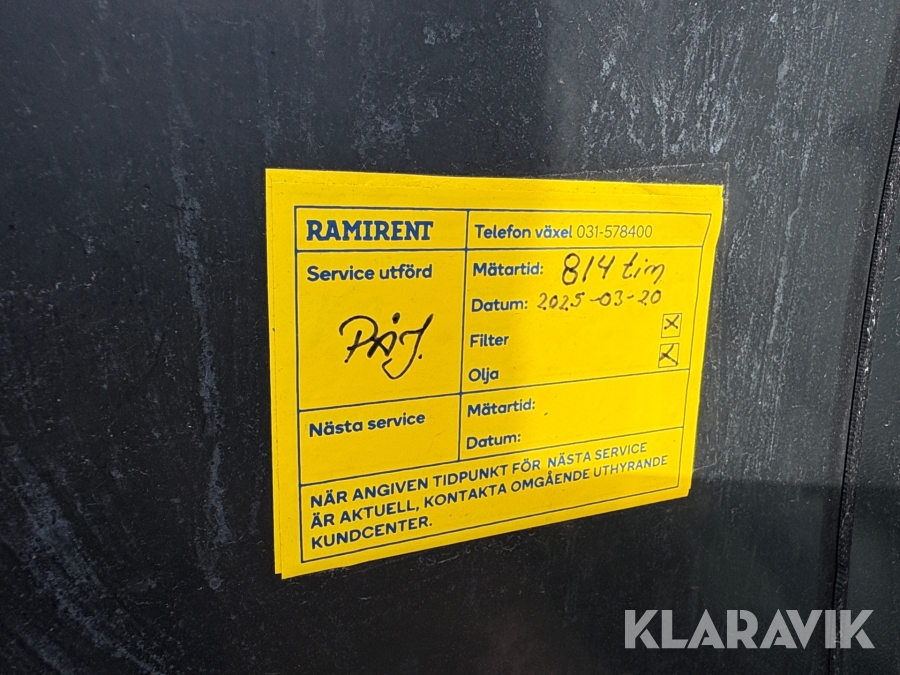 RAMIRENT
Telefon växel 031-578400
Service utförd
PÅJ.
Mätartid: 814 tim
Datum: 2025-03-20
Filter
Olja
Nästa service
Mätartid:
Datum:
NÄR ANGIVEN TIDPUNKT FÖR NÄSTA SERVICE
ÄR AKTUELL, KONTAKTA OMGÅENDE UTHYRANDE
KUNDCENTER.
KLARAVIK